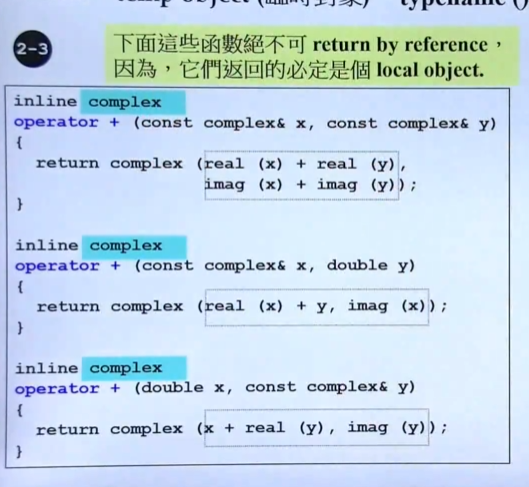 temp object (臨時對象) typename ()
2-3
下面這些函數絕不可 return by reference，
因為，它們返回的必定是個 local object.
inline complex
operator + (const complex& x, const complex& y)
{
return complex (real (x) + real (y),
imag (x) + imag (y));
}
inline complex
operator + (const complex& x, double y)
{
return complex (real (x) + y, imag (x));
}
inline complex
operator + (double x, const complex& y)
{
return complex (x + real (y), imag (y));
}